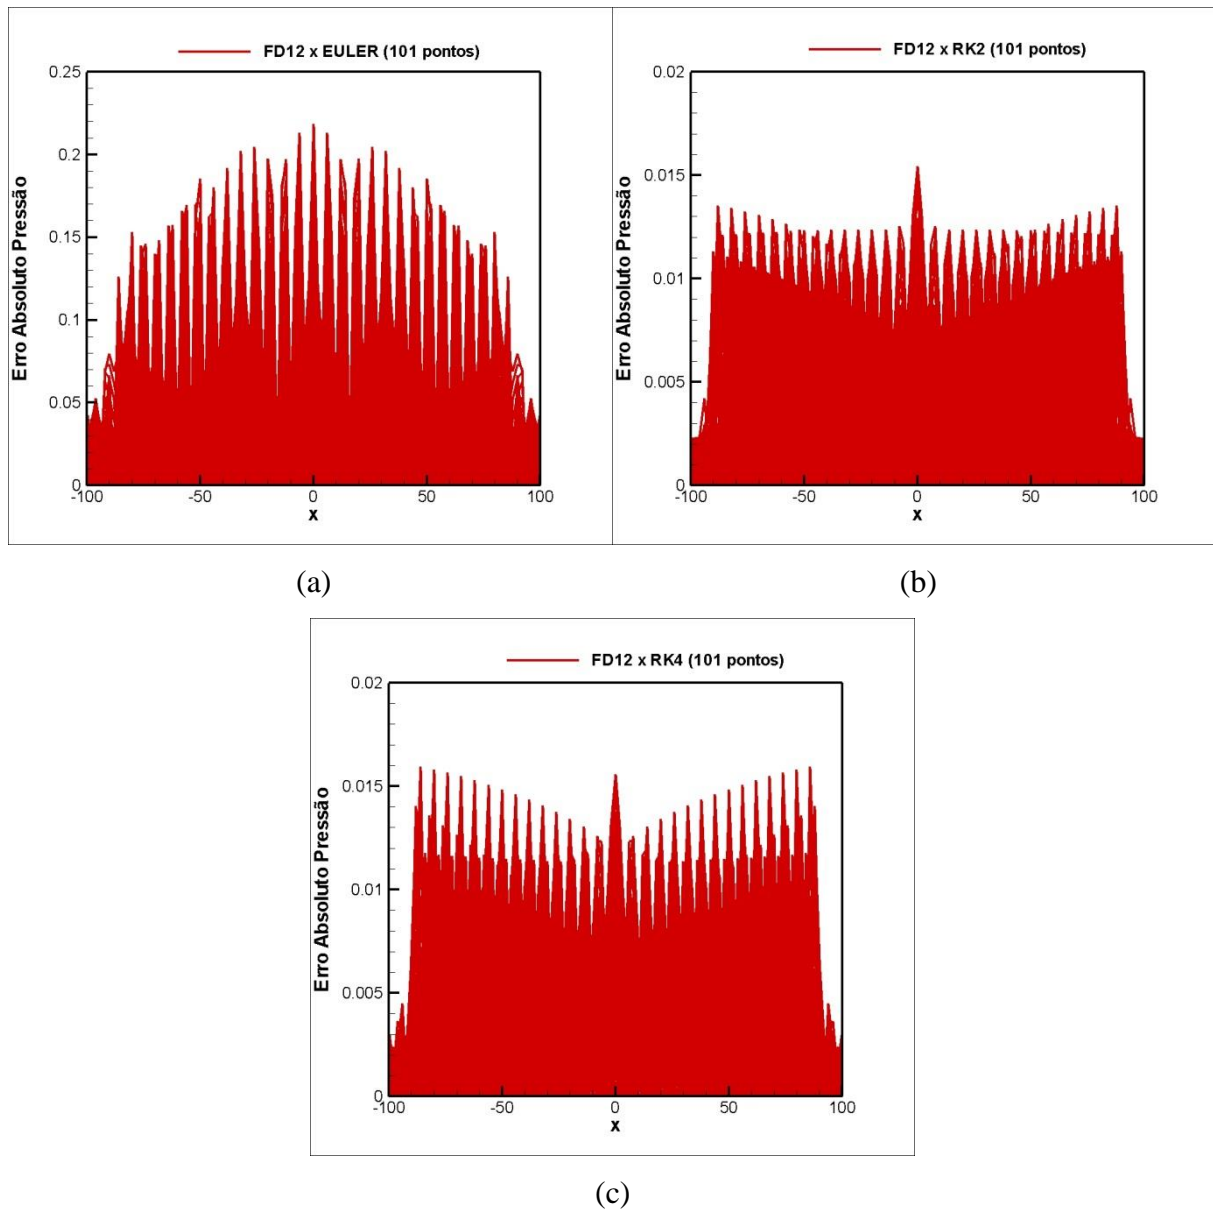 FD12 x EULER (101 pontos)
0.25
0.2
0.15
0.1
0.05
0
Erro Absoluto Pressão
-100 -50 0 50 100
x
(a)
FD12 x RK2 (101 pontos)
0.02
0.015
0.01
0.005
0
Erro Absoluto Pressão
-100 -50 0 50 100
x
(b)
FD12 x RK4 (101 pontos)
0.02
0.015
0.01
0.005
0
Erro Absoluto Pressão
-100 -50 0 50 100
x
(c)